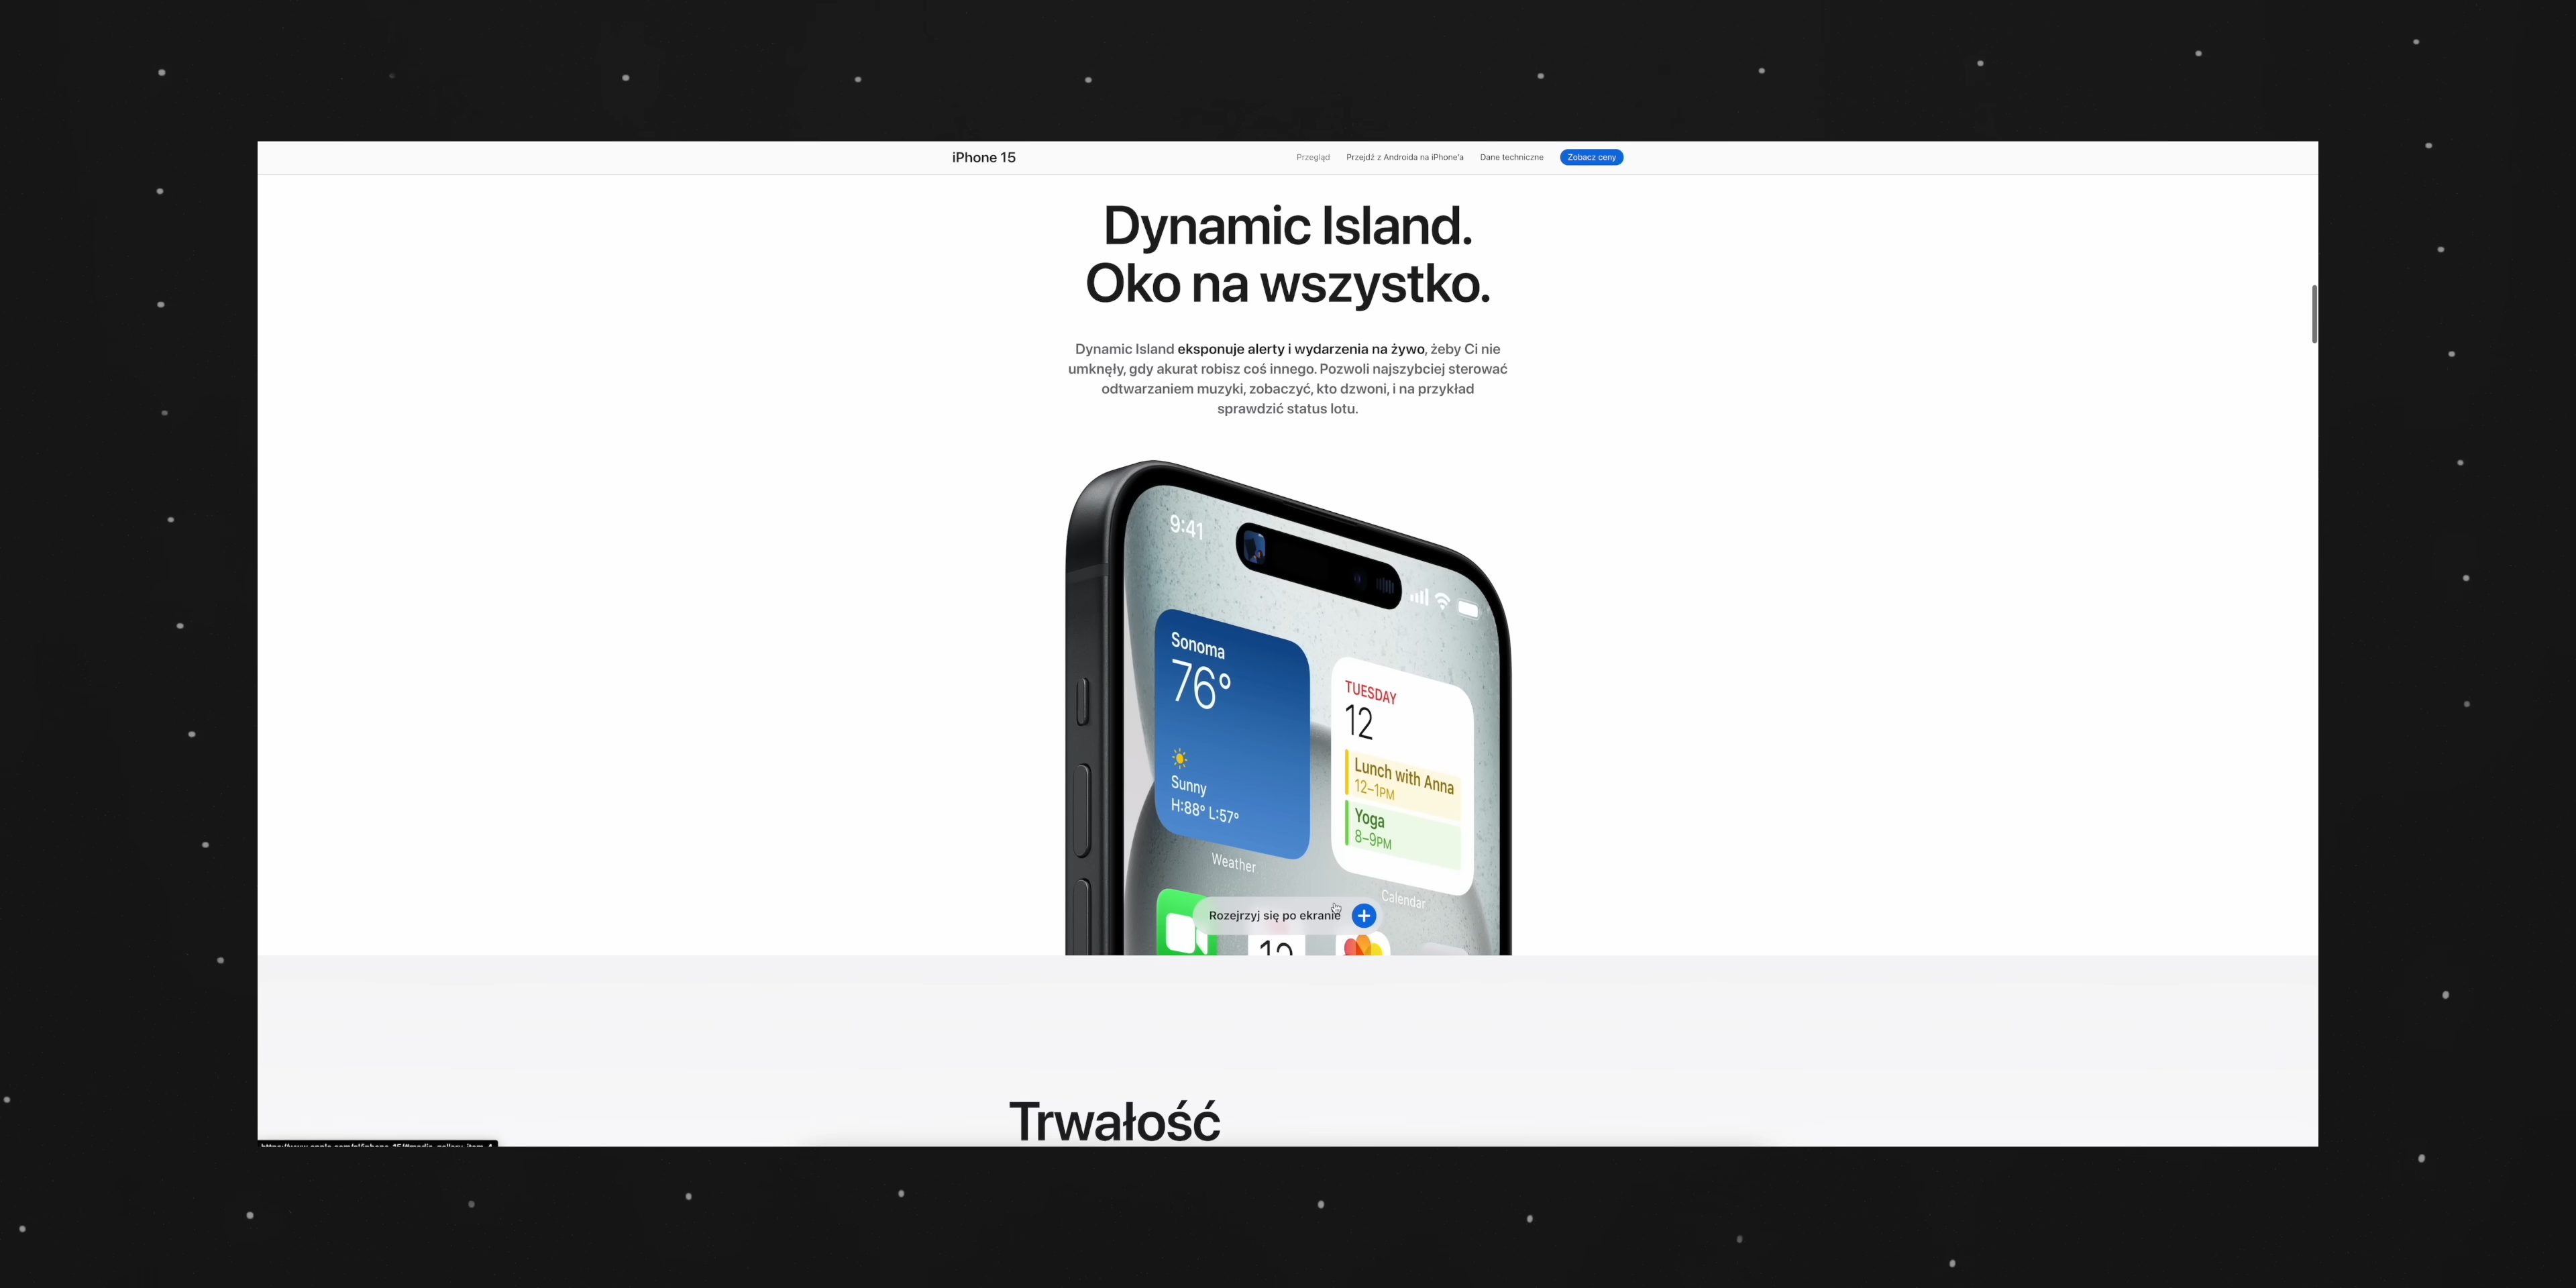 iPhone 15
Przegląd
Przejdź z Androida na iPhone'a
Dane techniczne
Zobacz ceny
Dynamic Island.
Oko na wszystko.
Dynamic Island eksponuje alerty i wydarzenia na żywo, żeby Ci nie
umknęły, gdy akurat robisz coś innego. Pozwoli najszybciej sterować
odtwarzaniem muzyki, zobaczyć, kto dzwoni, i na przykład
sprawdzić status lotu.
9:41
Sonoma
76°
Sunny
H:88° L:57°
Weather
TUESDAY
12
Lunch with Anna
12–1PM
Yoga
8–9PM
Calendar
Rozejrzyj się po ekranie
Trwałość